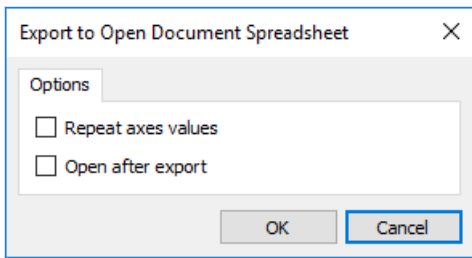 Export to Open Document Spreadsheet
Options
Repeat axes values
Open after export
OK Cancel